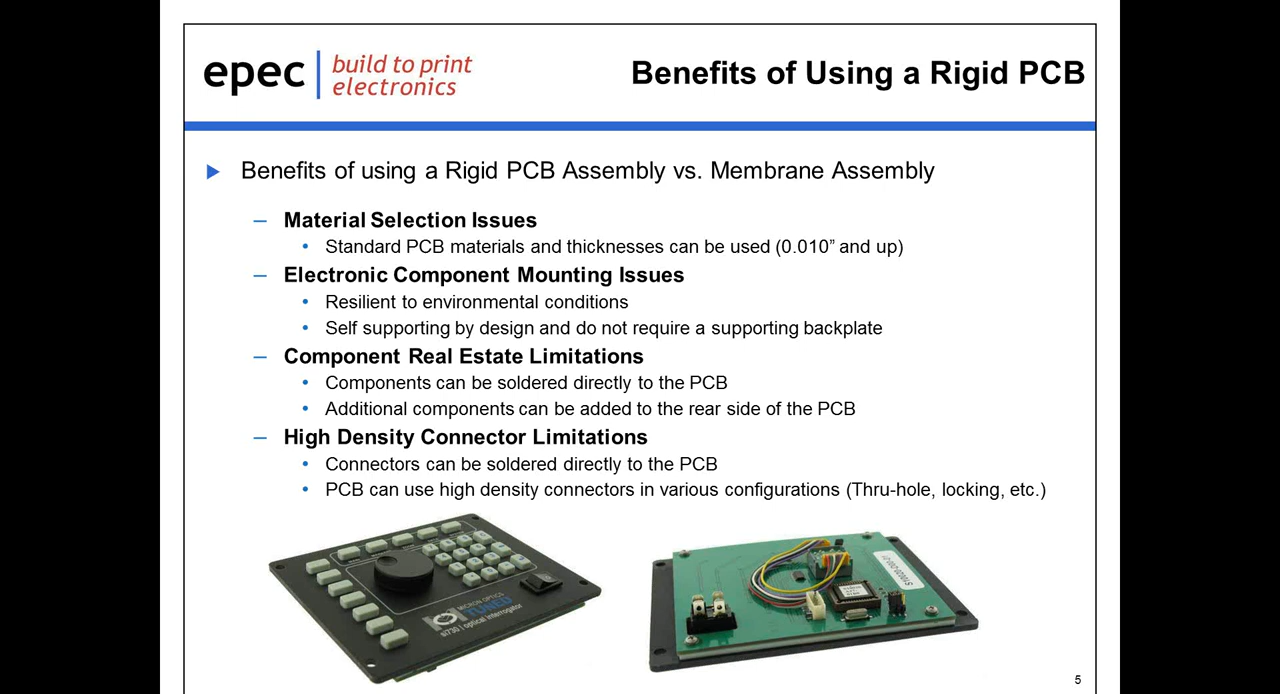 epec
build to print
electronics
Benefits of Using a Rigid PCB
Benefits of using a Rigid PCB Assembly vs. Membrane Assembly
– Material Selection Issues
• Standard PCB materials and thicknesses can be used (0.010” and up)
– Electronic Component Mounting Issues
• Resilient to environmental conditions
• Self supporting by design and do not require a supporting backplate
– Component Real Estate Limitations
• Components can be soldered directly to the PCB
• Additional components can be added to the rear side of the PCB
– High Density Connector Limitations
• Connectors can be soldered directly to the PCB
• PCB can use high density connectors in various configurations (Thru-hole, locking, etc.)
MICRON OPTICS
TUNED
si730 | optical interrogator
5